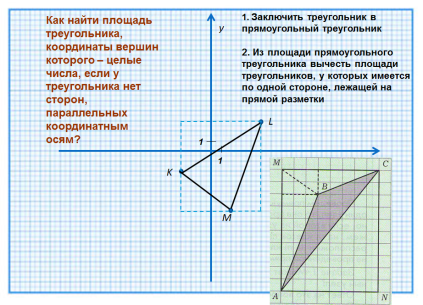 Как найти площадь
треугольника,
координаты вершин
которого – целые
числа, если у
треугольника нет
сторон,
параллельных
координатным
осям?
1. Заключить треугольник в
прямоугольный треугольник
2. Из площади прямоугольного
треугольника вычесть площади
треугольников, у которых имеется
по одной стороне, лежащей на
прямой разметки
y
L
1
1
K
M
M
C
B
A
N